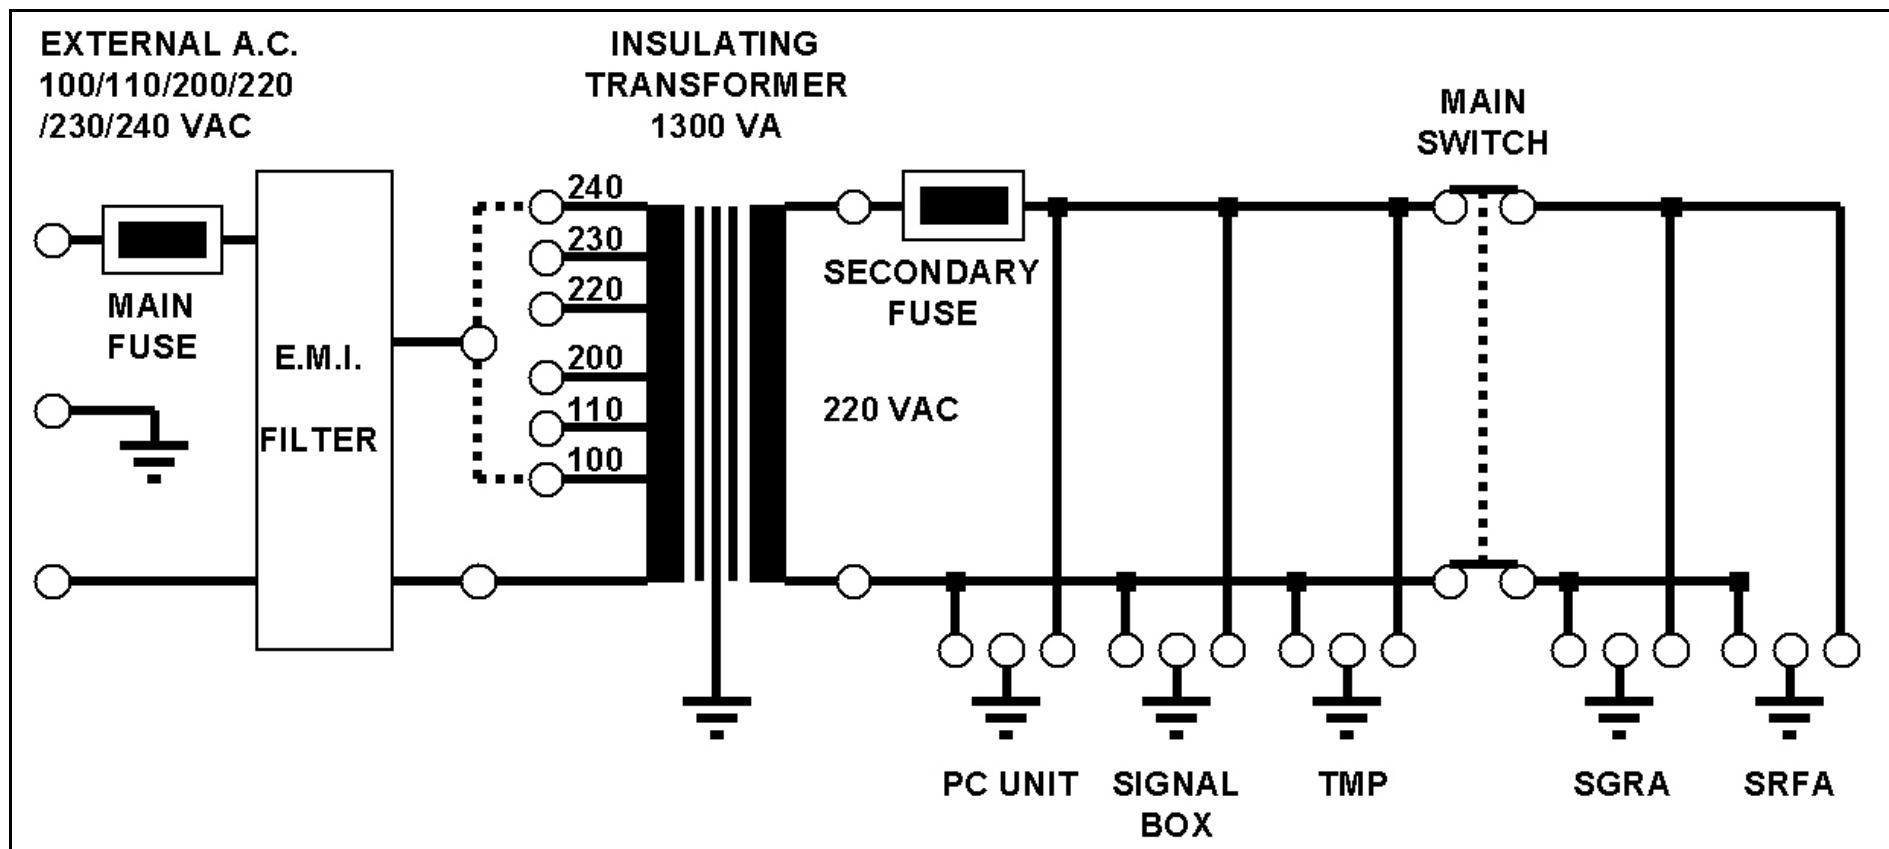 EXTERNAL A.C.
100/110/200/220
/230/240 VAC
INSULATING
TRANSFORMER
1300 VA
MAIN
SWITCH
MAIN
FUSE
E.M.I.
FILTER
240
230
220
200
110
100
SECONDARY
FUSE
220 VAC
PC UNIT
SIGNAL
BOX
TMP
SGRA
SRFA